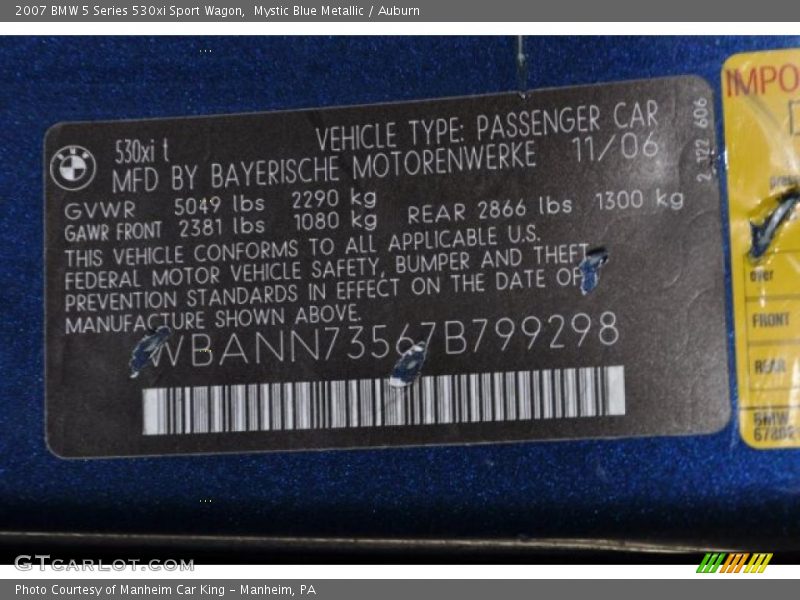 2007 BMW 5 Series 530xi Sport Wagon,  Mystic Blue Metallic / Auburn
530xi t VEHICLE TYPE: PASSENGER CAR
MFD BY BAYERISCHE MOTORENWERKE 11/06
GVWR 5049 lbs 2290 kg
GAWR FRONT 2381 lbs 1080 kg REAR 2866 lbs 1300 kg
THIS VEHICLE CONFORMS TO ALL APPLICABLE U.S.
FEDERAL MOTOR VEHICLE SAFETY, BUMPER AND THEFT
PREVENTION STANDARDS IN EFFECT ON THE DATE OF
MANUFACTURE SHOWN ABOVE.
WBANN73567B799298
IMPO
over
FRONT
REAR
BMW
GTCarLot.com
Photo Courtesy of Manheim Car King - Manheim, PA